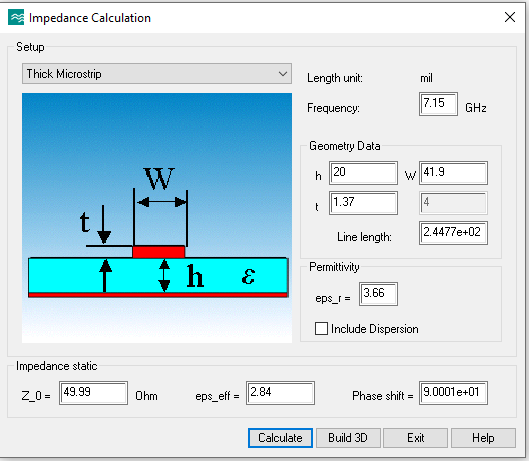 Impedance Calculation
Setup
Thick Microstrip
Length unit: mil
Frequency: 7.15 GHz
W
t
h ε
Geometry Data
h 20 W 41.9
t 1.37 4
Line length: 2.4477e+02
Permittivity
eps_r = 3.66
Include Dispersion
Impedance static
Z_0 = 49.99 Ohm eps_eff = 2.84 Phase shift = 9.0001e+01
Calculate Build 3D Exit Help